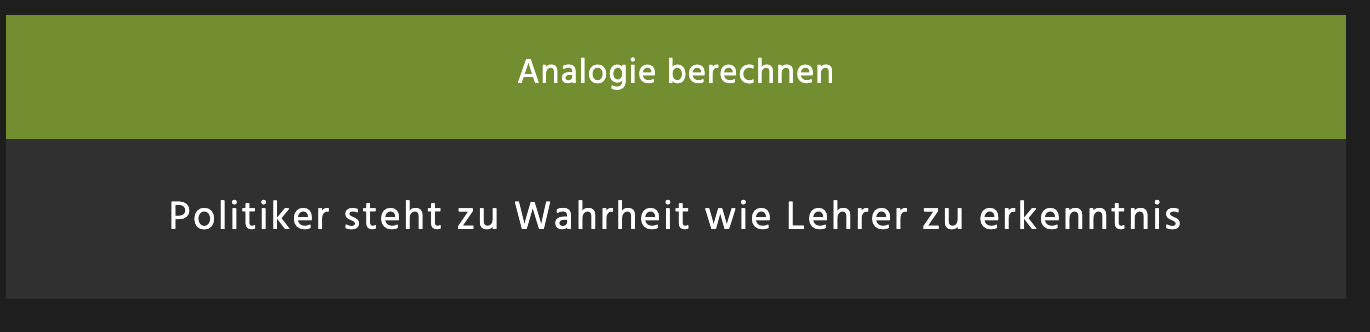 Analogie berechnen
Politiker steht zu Wahrheit wie Lehrer zu erkenntnis